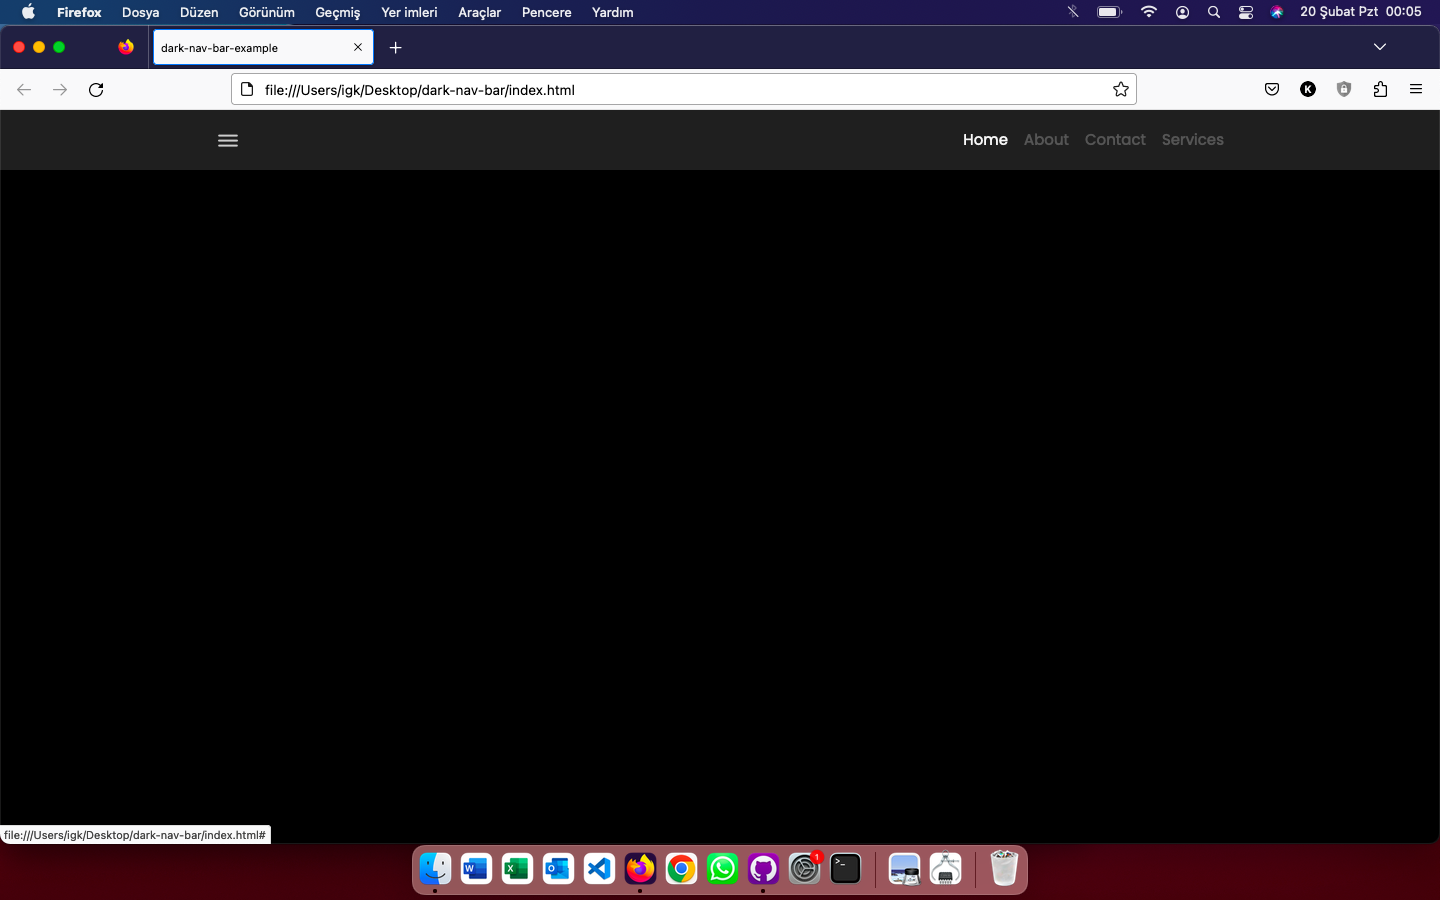 Firefox Dosya Düzen Görünüm Geçmiş Yer imleri Araçlar Pencere Yardım 20 Şubat Pzt 00:05
dark-nav-bar-example
file:///Users/igk/Desktop/dark-nav-bar/index.html
K
Home About Contact Services
file:///Users/igk/Desktop/dark-nav-bar/index.html#
W X O 1 >_